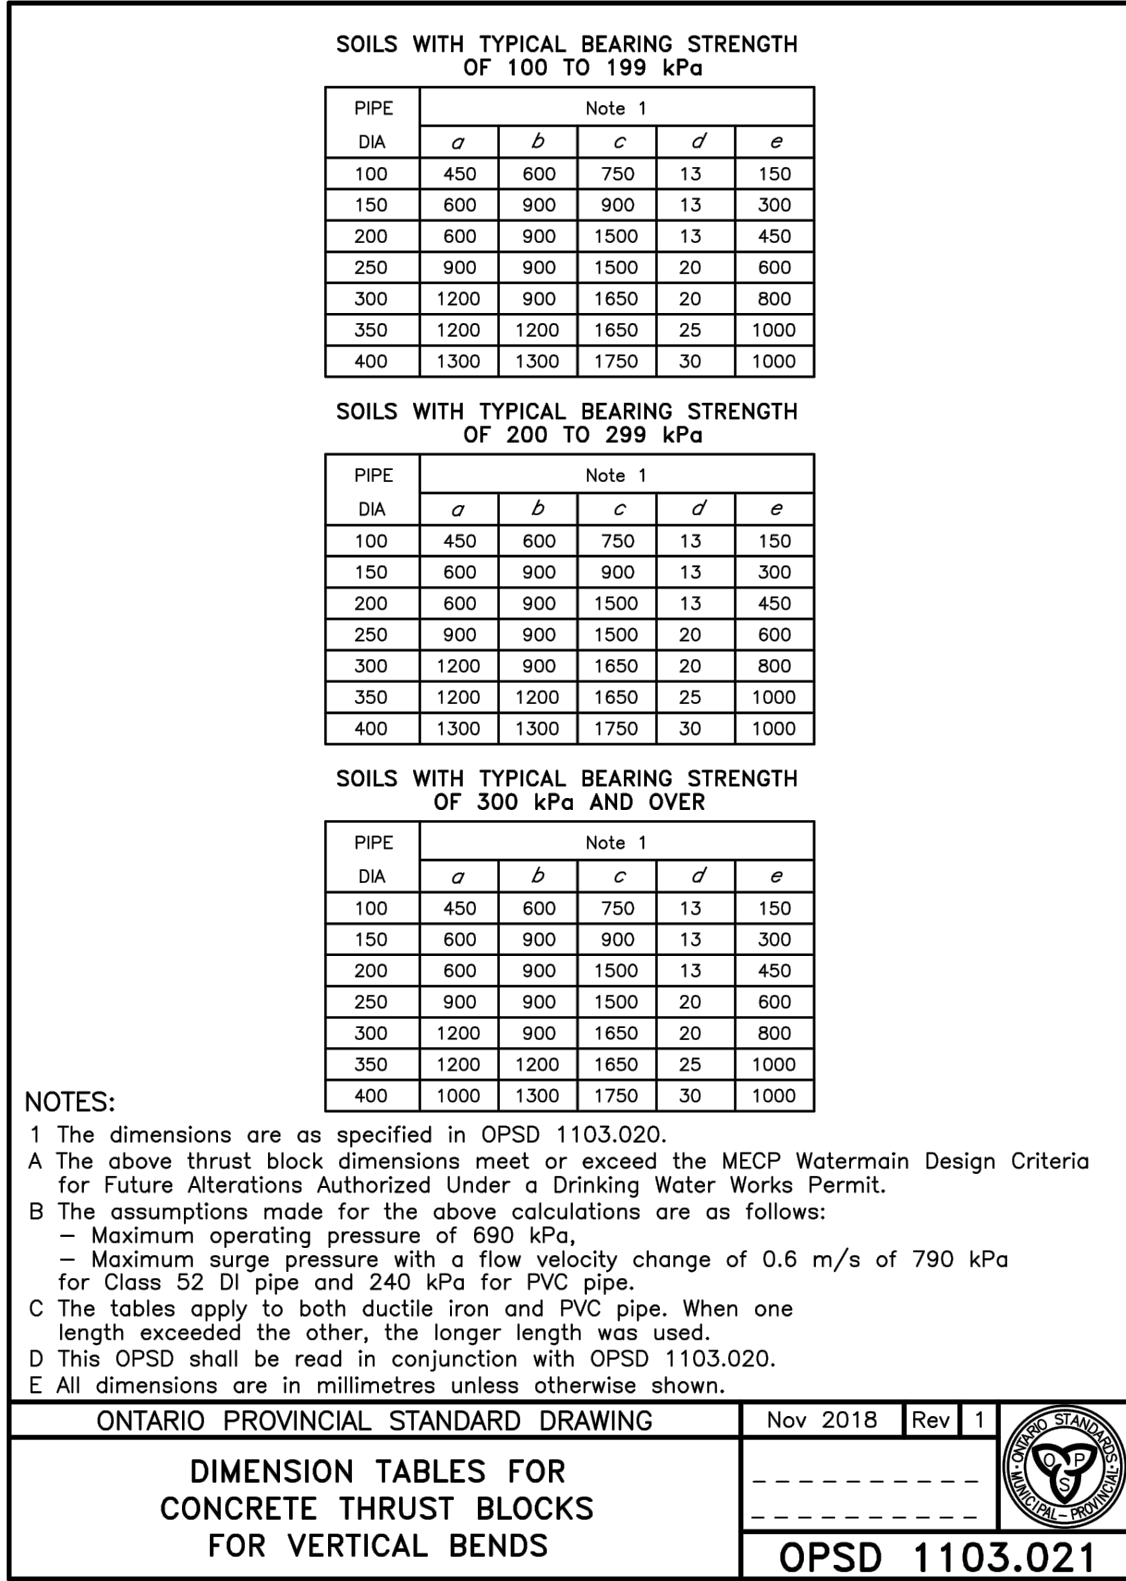 SOILS WITH TYPICAL BEARING STRENGTH
OF 100 TO 199 kPa
PIPE Note 1
DIA a b c d e
100 450 600 750 13 150
150 600 900 900 13 300
200 600 900 1500 13 450
250 900 900 1500 20 600
300 1200 900 1650 20 800
350 1200 1200 1650 25 1000
400 1300 1300 1750 30 1000
SOILS WITH TYPICAL BEARING STRENGTH
OF 200 TO 299 kPa
PIPE Note 1
DIA a b c d e
100 450 600 750 13 150
150 600 900 900 13 300
200 600 900 1500 13 450
250 900 900 1500 20 600
300 1200 900 1650 20 800
350 1200 1200 1650 25 1000
400 1300 1300 1750 30 1000
SOILS WITH TYPICAL BEARING STRENGTH
OF 300 kPa AND OVER
PIPE Note 1
DIA a b c d e
100 450 600 750 13 150
150 600 900 900 13 300
200 600 900 1500 13 450
250 900 900 1500 20 600
300 1200 900 1650 20 800
350 1200 1200 1650 25 1000
400 1000 1300 1750 30 1000
NOTES:
1 The dimensions are as specified in OPSD 1103.020.
A The above thrust block dimensions meet or exceed the MECP Watermain Design Criteria
for Future Alterations Authorized Under a Drinking Water Works Permit.
B The assumptions made for the above calculations are as follows:
– Maximum operating pressure of 690 kPa,
– Maximum surge pressure with a flow velocity change of 0.6 m/s of 790 kPa
for Class 52 DI pipe and 240 kPa for PVC pipe.
C The tables apply to both ductile iron and PVC pipe. When one
length exceeded the other, the longer length was used.
D This OPSD shall be read in conjunction with OPSD 1103.020.
E All dimensions are in millimetres unless otherwise shown.
ONTARIO PROVINCIAL STANDARD DRAWING
Nov 2018 Rev 1
DIMENSION TABLES FOR
CONCRETE THRUST BLOCKS
FOR VERTICAL BENDS
ONTARIO STANDARDS
MUNICIPAL – PROVINCIAL
O P S
OPSD 1103.021